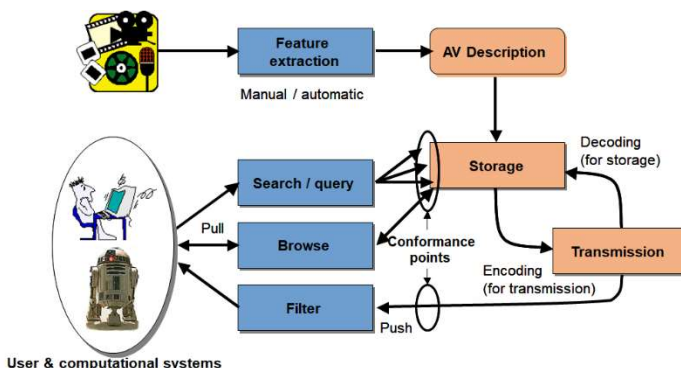 Feature
extraction
AV Description
Manual / automatic
Decoding
(for storage)
Storage
Search / query
Pull
Browse
Conformance
points
Transmission
Encoding
(for transmission)
Filter
Push
User & computational systems